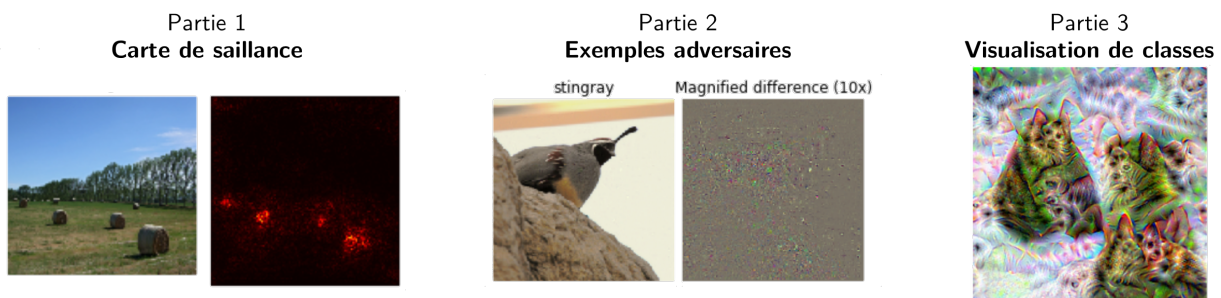 Partie 1
Carte de saillance
Partie 2
Exemples adversaires
stingray
Magnified difference (10x)
Partie 3
Visualisation de classes